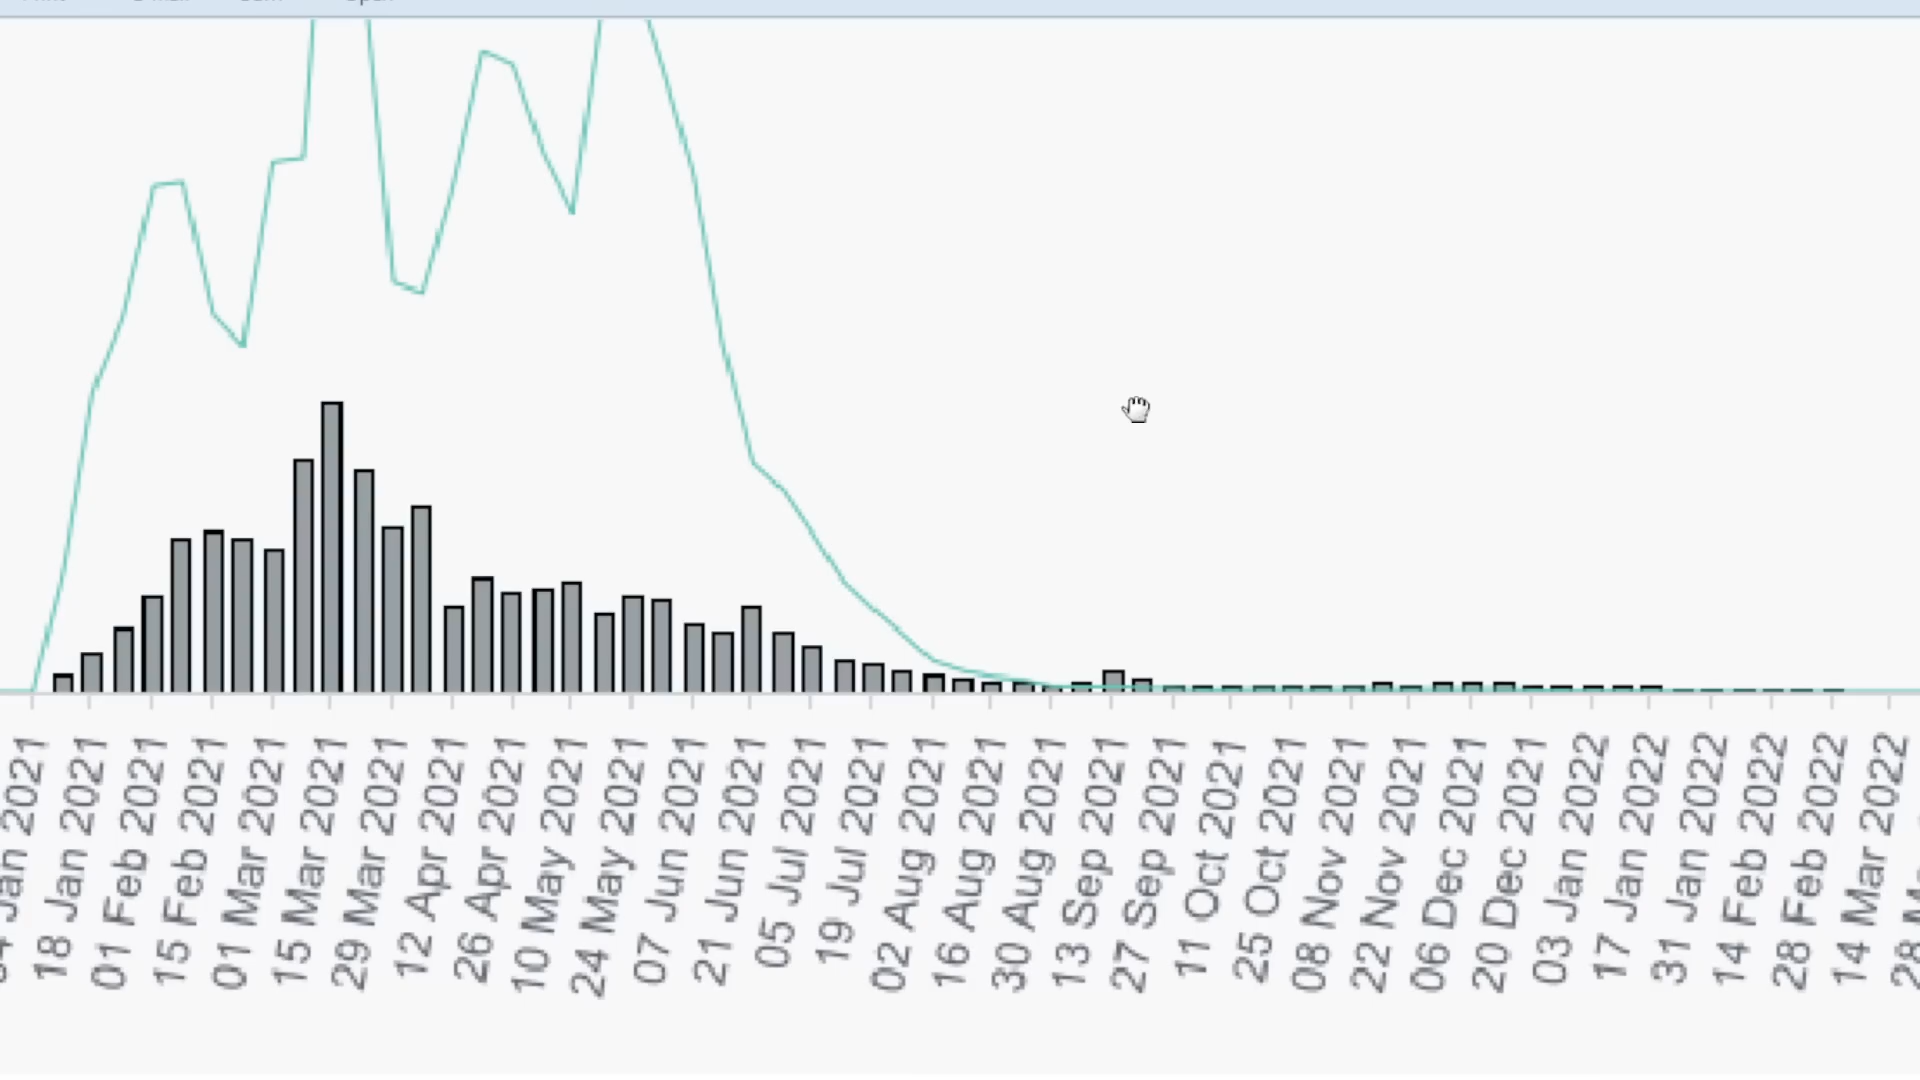 Jan 2021
18 Jan 2021
01 Feb 2021
15 Feb 2021
01 Mar 2021
15 Mar 2021
29 Mar 2021
12 Apr 2021
26 Apr 2021
10 May 2021
24 May 2021
07 Jun 2021
21 Jun 2021
05 Jul 2021
19 Jul 2021
02 Aug 2021
16 Aug 2021
30 Aug 2021
13 Sep 2021
27 Sep 2021
11 Oct 2021
25 Oct 2021
08 Nov 2021
22 Nov 2021
06 Dec 2021
20 Dec 2021
03 Jan 2022
17 Jan 2022
31 Jan 2022
14 Feb 2022
28 Feb 2022
14 Mar 2022